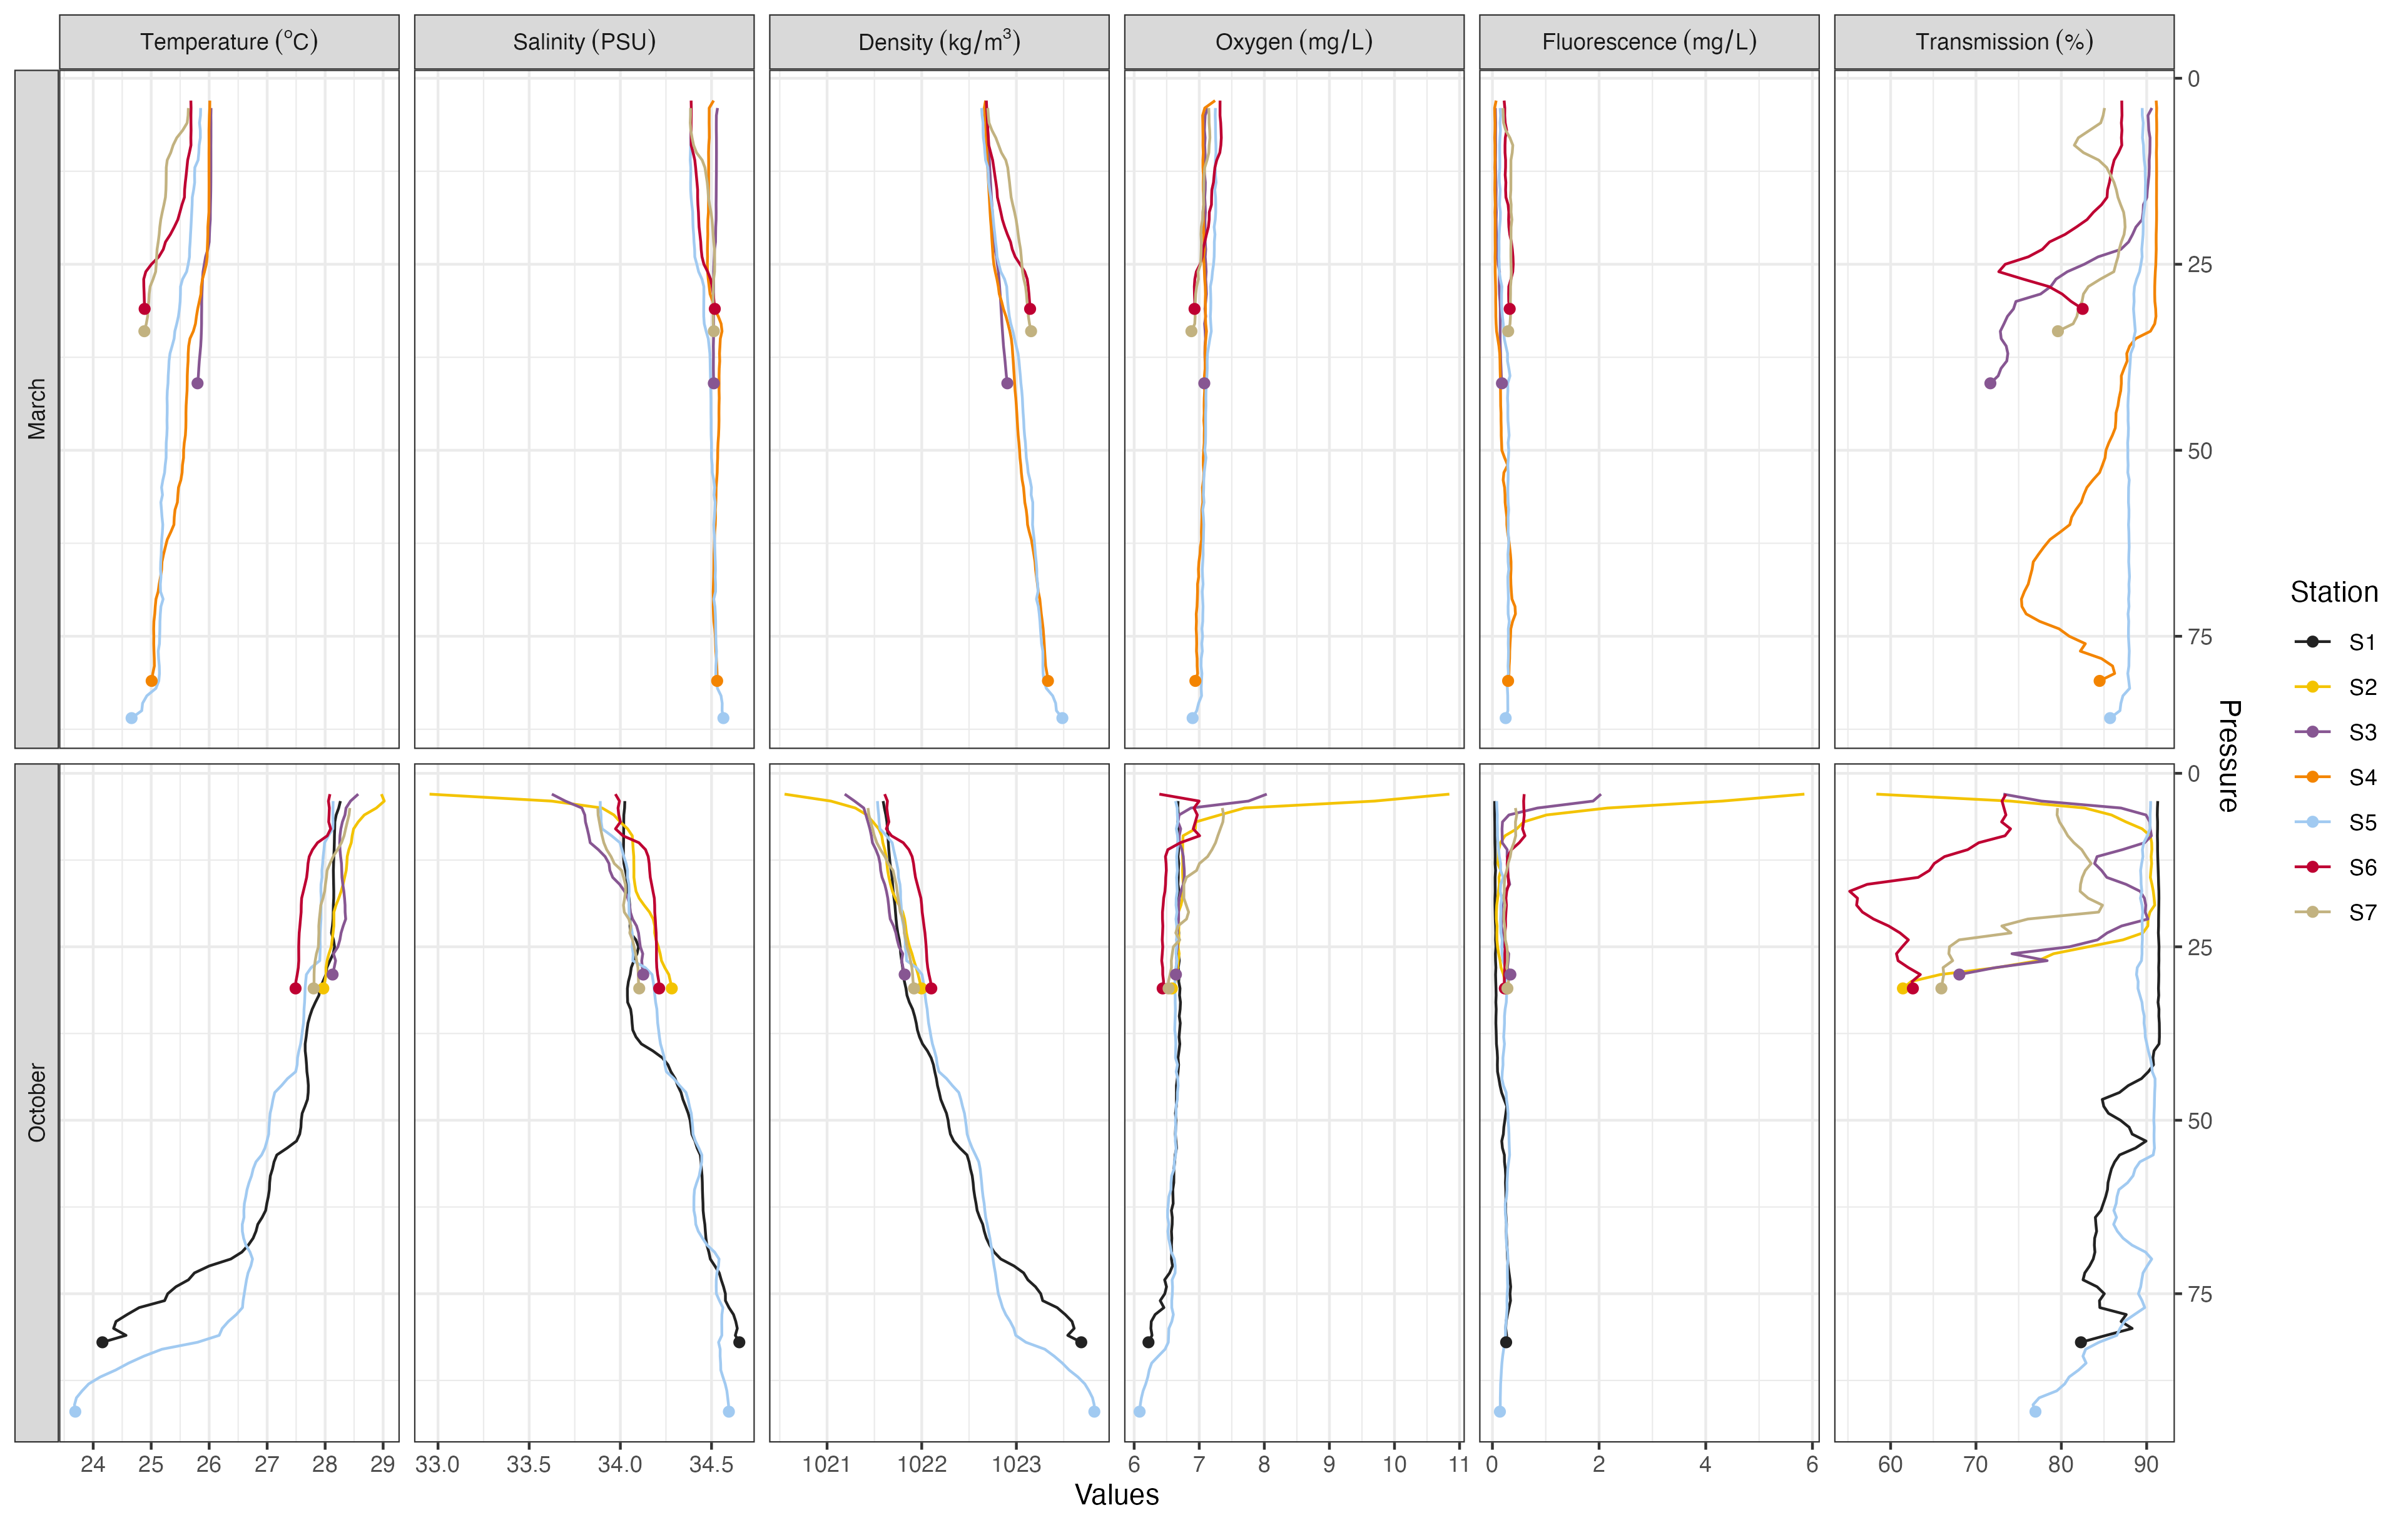 Temperature (°C)
Salinity (PSU)
Density (kg/m³)
Oxygen (mg/L)
Fluorescence (mg/L)
Transmission (%)
March
0
25
50
75
October
0
25
50
75
Pressure
24 25 26 27 28 29
33.0 33.5 34.0 34.5
1021 1022 1023
6 7 8 9 10 11
0 2 4 6
60 70 80 90
Values
Station
S1
S2
S3
S4
S5
S6
S7